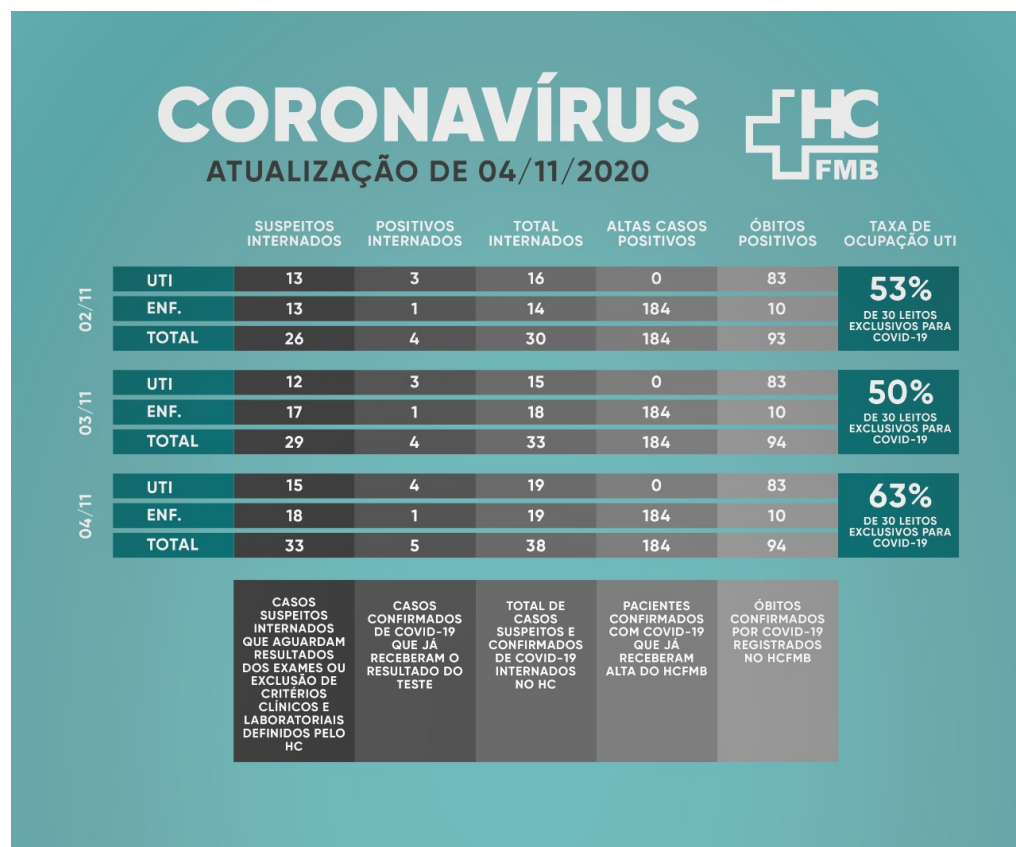 CORONAVÍRUS
ATUALIZAÇÃO DE 04/11/2020
HC
FMB
SUSPEITOS INTERNADOS POSITIVOS INTERNADOS TOTAL INTERNADOS ALTAS CASOS POSITIVOS ÓBITOS POSITIVOS TAXA DE OCUPAÇÃO UTI
02/11
UTI 13 3 16 0 83
ENF. 13 1 14 184 10
TOTAL 26 4 30 184 93
53%
DE 30 LEITOS
EXCLUSIVOS PARA
COVID-19
03/11
UTI 12 3 15 0 83
ENF. 17 1 18 184 10
TOTAL 29 4 33 184 94
50%
DE 30 LEITOS
EXCLUSIVOS PARA
COVID-19
04/11
UTI 15 4 19 0 83
ENF. 18 1 19 184 10
TOTAL 33 5 38 184 94
63%
DE 30 LEITOS
EXCLUSIVOS PARA
COVID-19
CASOS
SUSPEITOS
INTERNADOS
QUE AGUARDAM
RESULTADOS
DOS EXAMES OU
EXCLUSÃO DE
CRITÉRIOS
CLÍNICOS E
LABORATORIAIS
DEFINIDOS PELO
HC
CASOS
CONFIRMADOS
DE COVID-19
QUE JÁ
RECEBERAM O
RESULTADO DO
TESTE
TOTAL DE
CASOS
SUSPEITOS E
CONFIRMADOS
DE COVID-19
INTERNADOS
NO HC
PACIENTES
CONFIRMADOS
COM COVID-19
QUE JÁ
RECEBERAM
ALTA DO HCFMB
ÓBITOS
CONFIRMADOS
POR COVID-19
REGISTRADOS
NO HCFMB